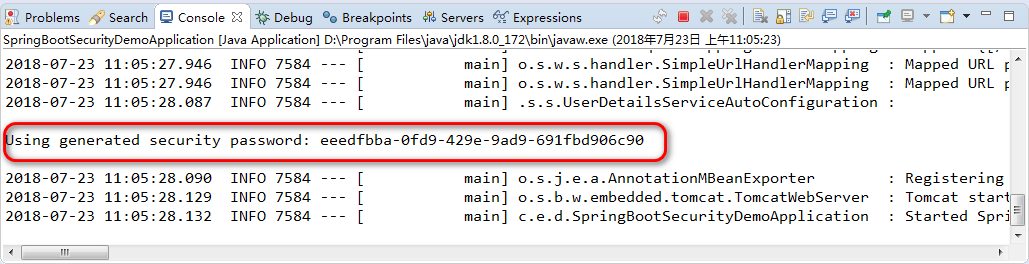 Problems Search Console Debug Breakpoints Servers Expressions
SpringBootSecurityDemoApplication [Java Application] D:\Program Files\java\jdk1.8.0_172\bin\javaw.exe (2018年7月23日 上午11:05:23)
2018-07-23 11:05:27.946 INFO 7584 --- [ main] o.s.w.s.handler.SimpleUrlHandlerMapping : Mapped URL p
2018-07-23 11:05:27.946 INFO 7584 --- [ main] o.s.w.s.handler.SimpleUrlHandlerMapping : Mapped URL p
2018-07-23 11:05:28.087 INFO 7584 --- [ main] .s.s.UserDetailsServiceAutoConfiguration :
Using generated security password: eeedfbba-0fd9-429e-9ad9-691fbd906c90
2018-07-23 11:05:28.090 INFO 7584 --- [ main] o.s.j.e.a.AnnotationMBeanExporter : Registering
2018-07-23 11:05:28.129 INFO 7584 --- [ main] o.s.b.w.embedded.tomcat.TomcatWebServer : Tomcat start
2018-07-23 11:05:28.132 INFO 7584 --- [ main] c.e.d.SpringBootSecurityDemoApplication : Started Spri